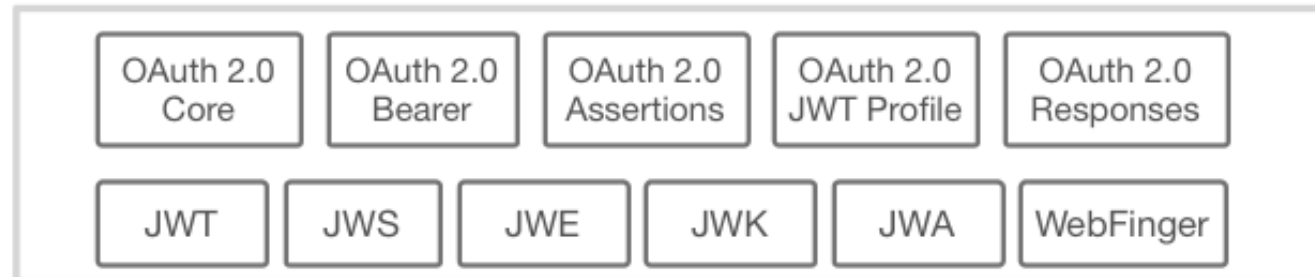 OAuth 2.0
Core
OAuth 2.0
Bearer
OAuth 2.0
Assertions
OAuth 2.0
JWT Profile
OAuth 2.0
Responses
JWT
JWS
JWE
JWK
JWA
WebFinger